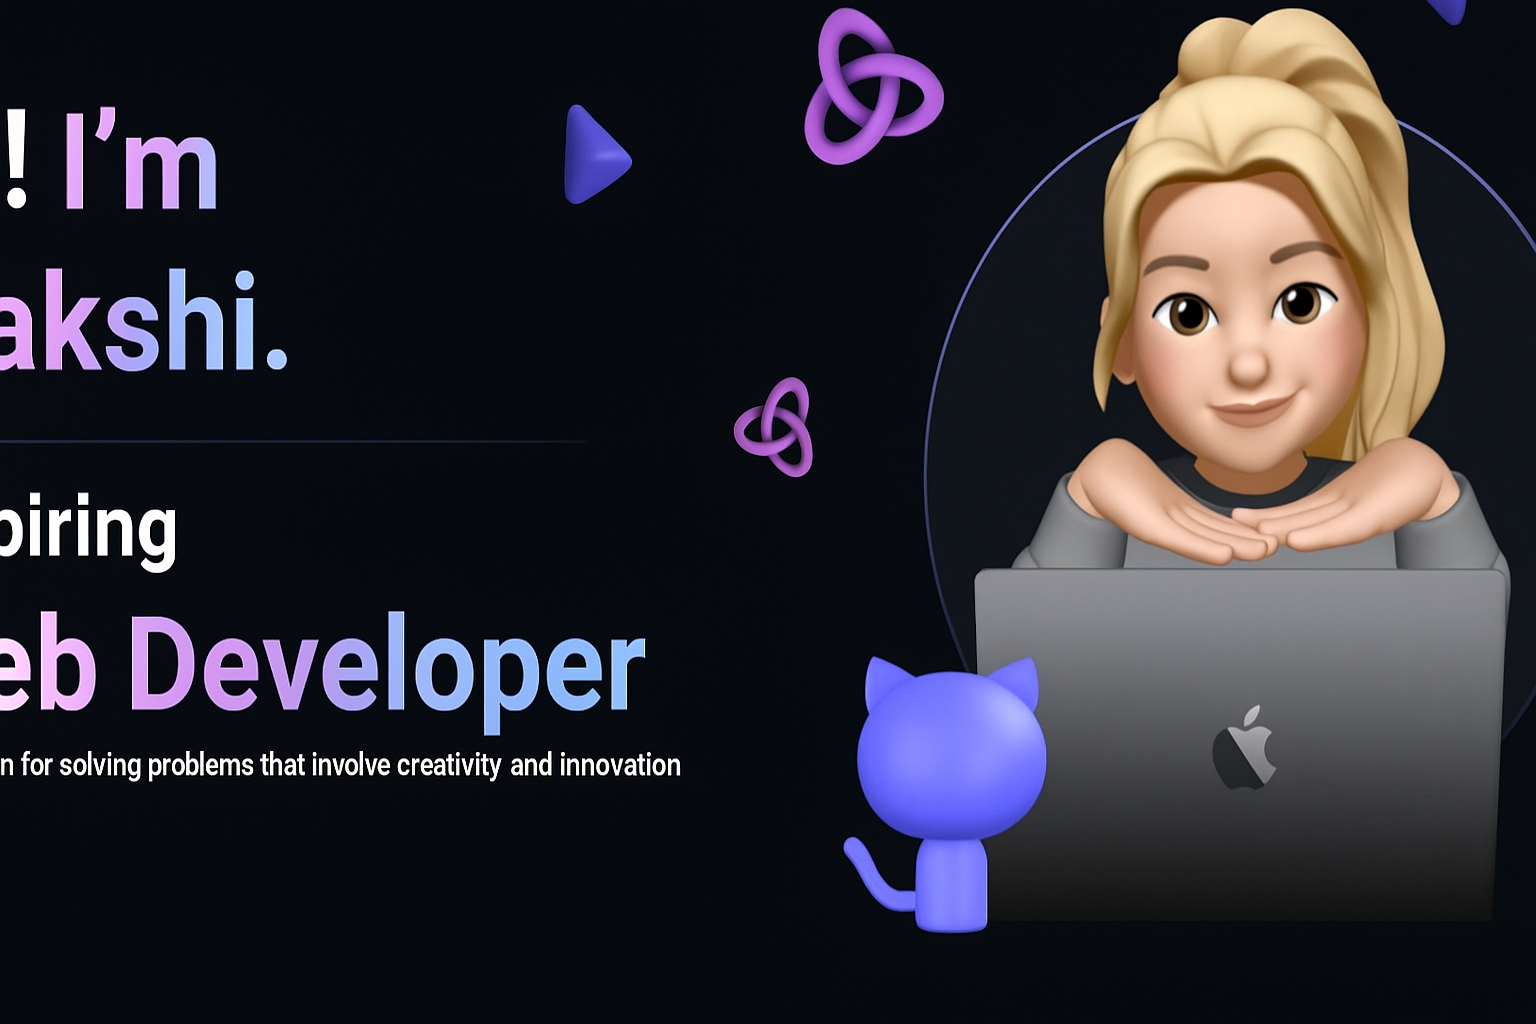 ! I’m
akshi.
piring
eb Developer
n for solving problems that involve creativity and innovation